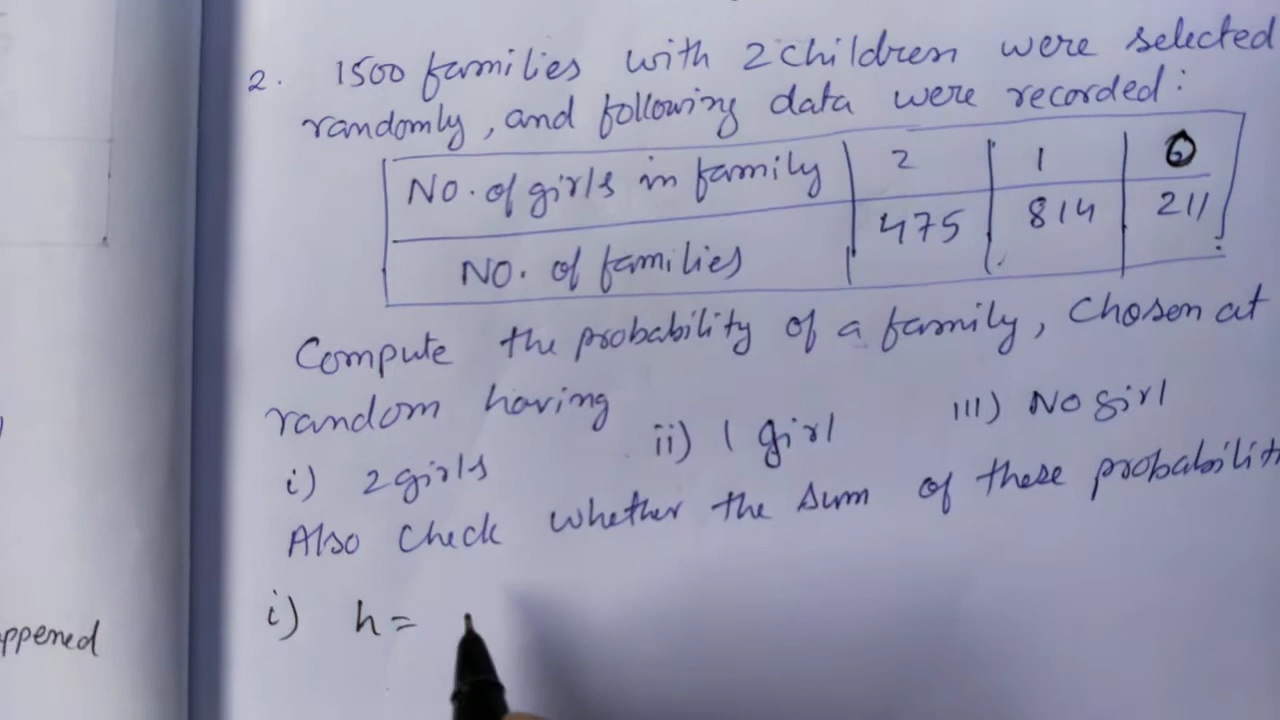 2. 1500 families with 2 children were selected
randomly, and following data were recorded:
No. of girls in family 2 1 0
No. of families 475 814 211
Compute the probability of a family, chosen at
random having
i) 2 girls ii) 1 girl iii) No girl
Also check whether the sum of these probabiliti
i) h =
ppened